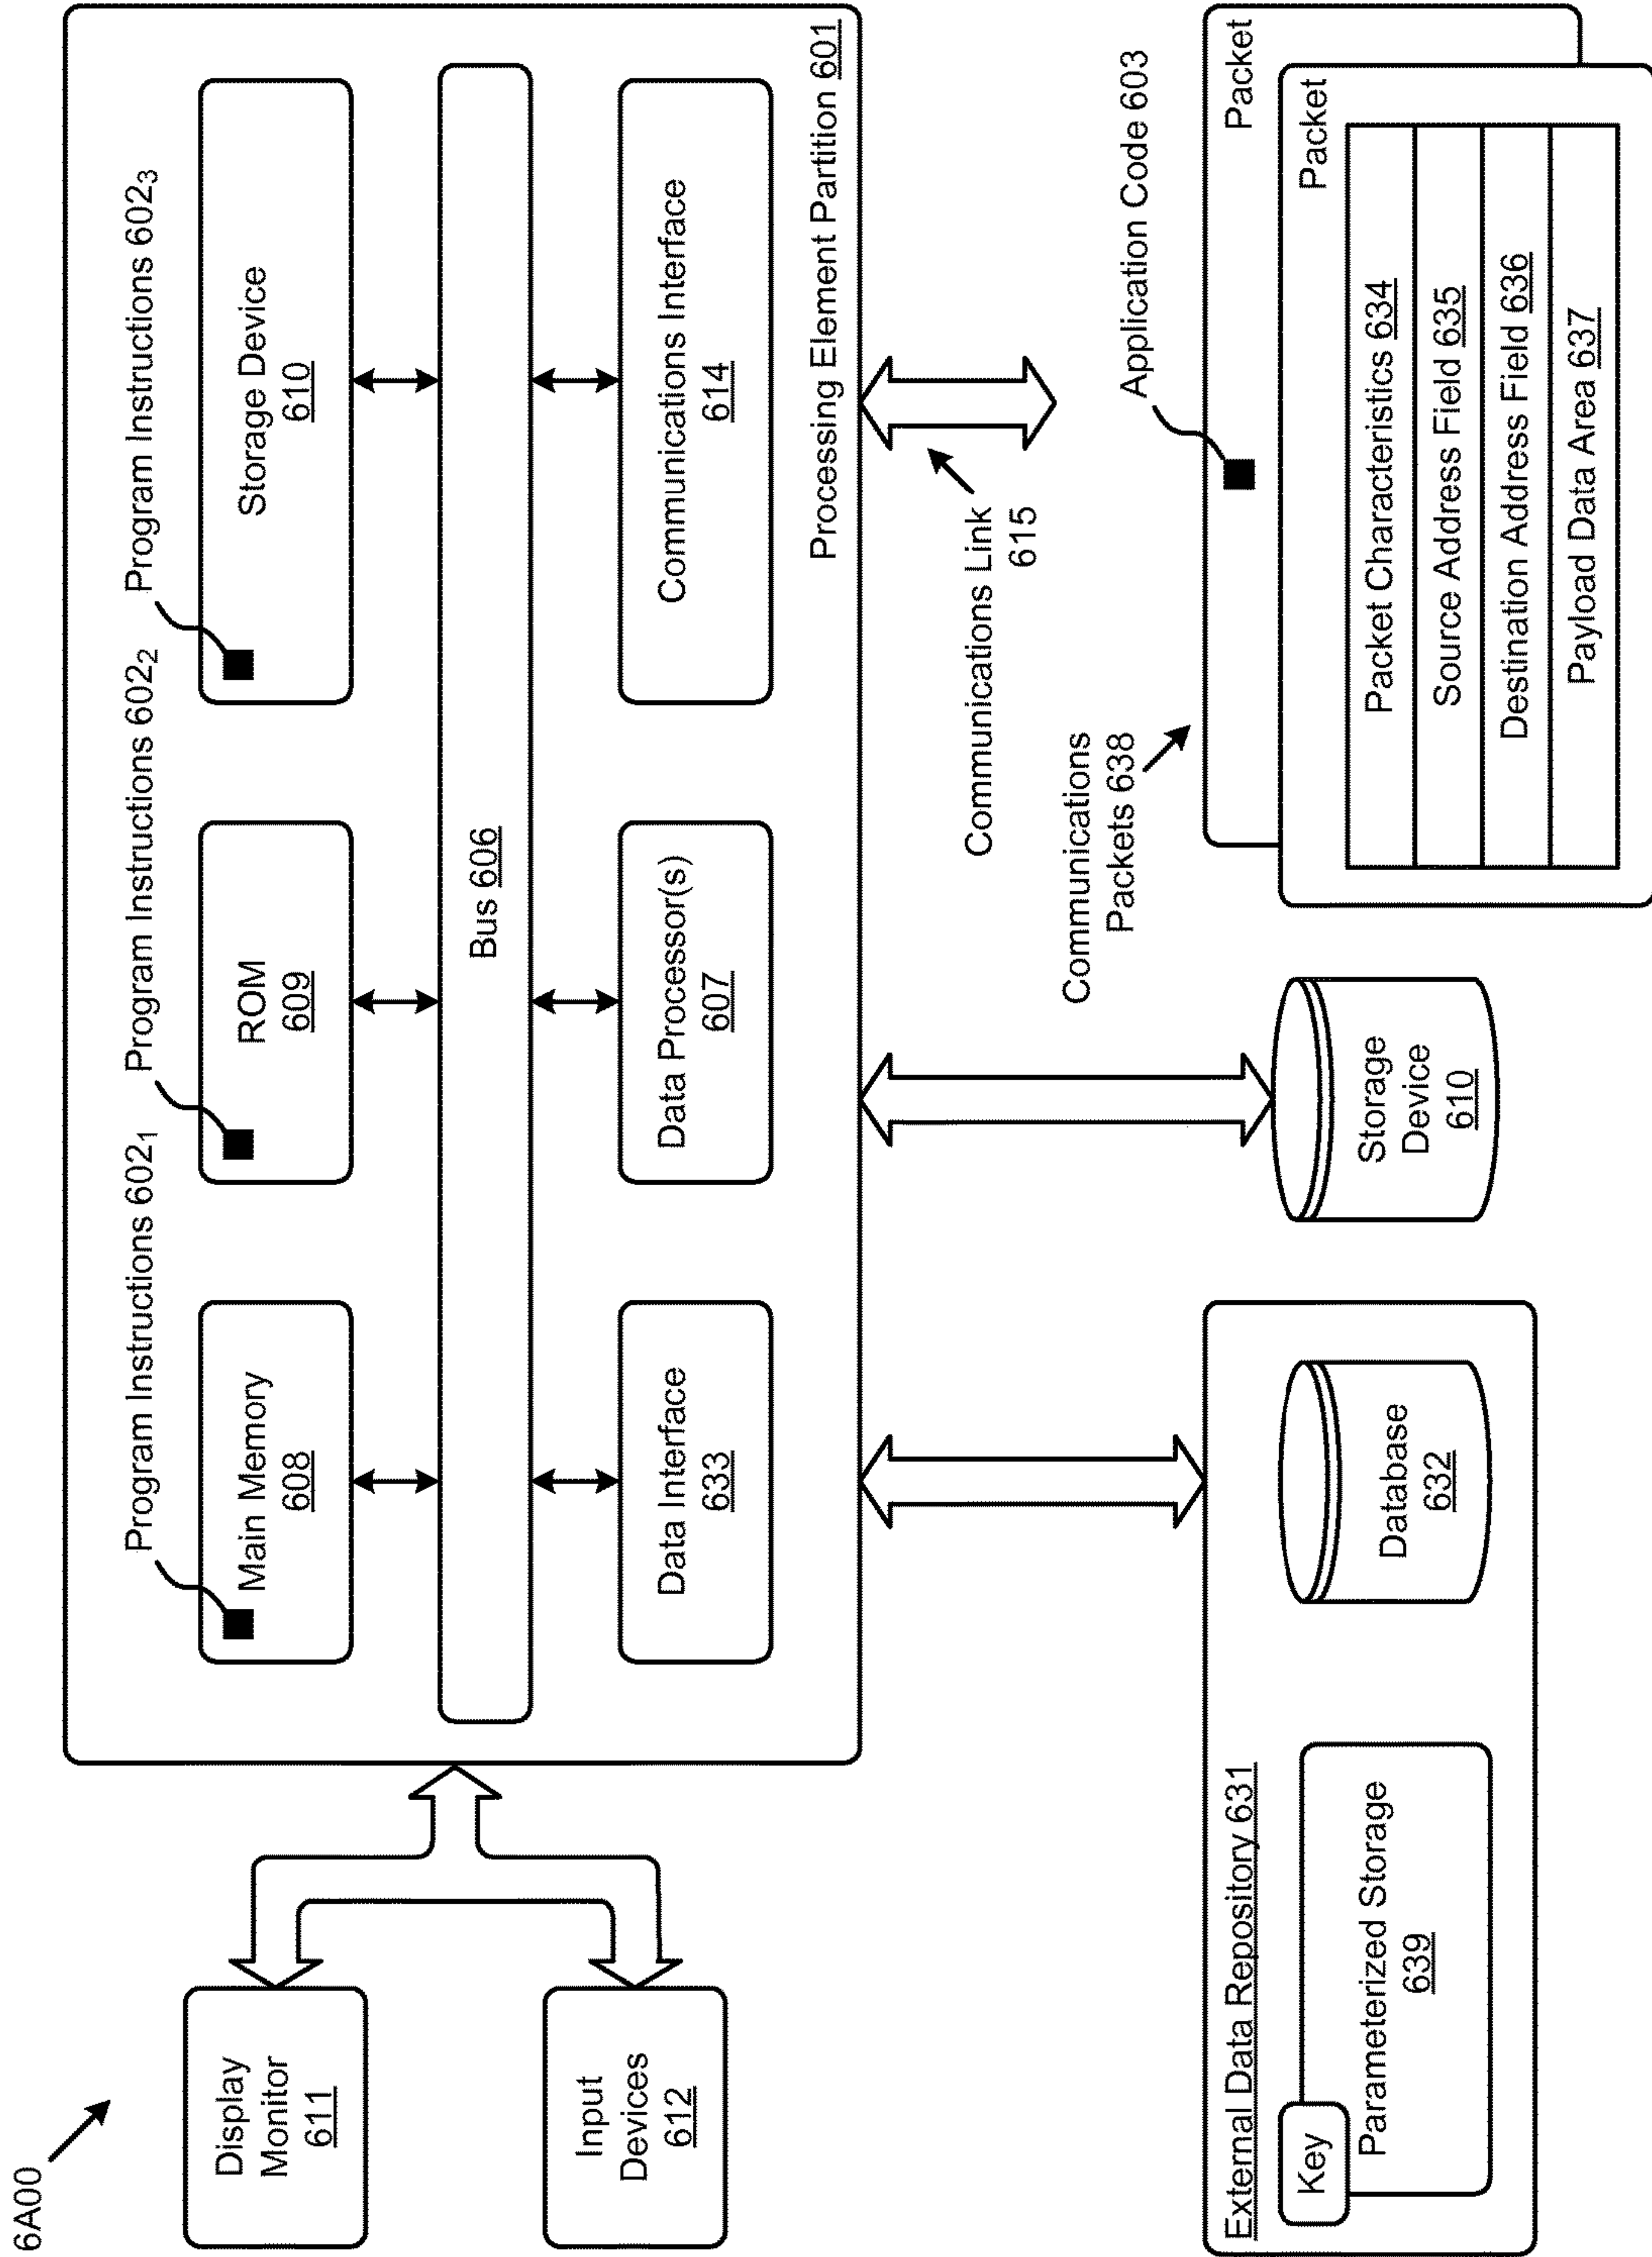 6A00
Display
Monitor
611
Input
Devices
612
Program Instructions 602₁
Program Instructions 602₂
Program Instructions 602₃
Main Memory
608
ROM
609
Storage Device
610
Bus 606
Data Interface
633
Data Processor(s)
607
Communications Interface
614
Processing Element Partition 601
Communications Link
615
External Data Repository 631
Key
Parameterized Storage
639
Database
632
Storage
Device
610
Communications
Packets 638
Application Code 603
Packet
Packet
Packet Characteristics 634
Source Address Field 635
Destination Address Field 636
Payload Data Area 637